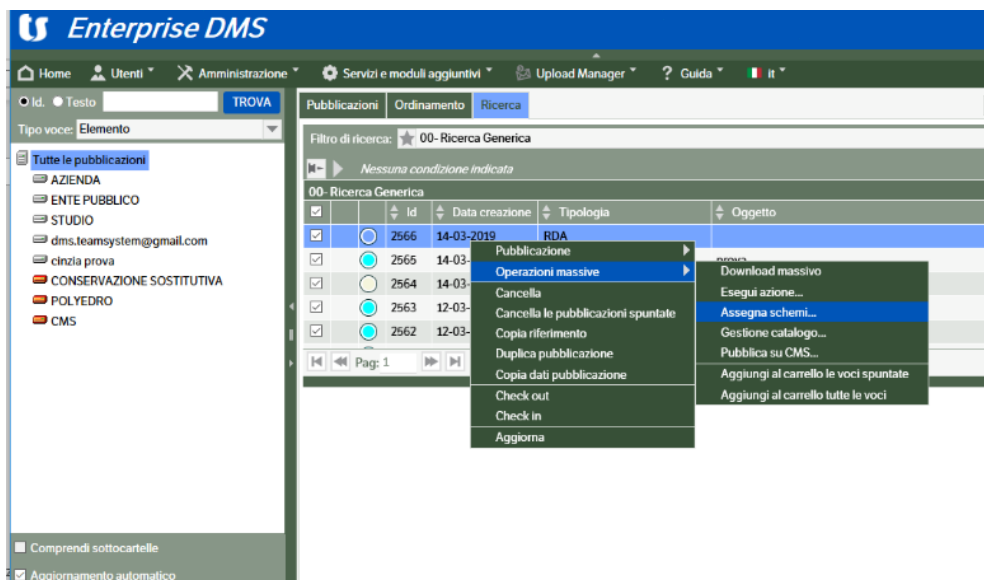 ts Enterprise DMS
Home Utenti Amministrazione Servizi e moduli aggiuntivi Upload Manager ? Guida it
Id. Testo TROVA
Tipo voce: Elemento
Tutte le pubblicazioni
AZIENDA
ENTE PUBBLICO
STUDIO
dms.teamsystem@gmail.com
cinzia prova
CONSERVAZIONE SOSTITUTIVA
POLYEDRO
CMS
Comprendi sottocartelle
Aggiornamento automatico
Pubblicazioni Ordinamento Ricerca
Filtro di ricerca: 00- Ricerca Generica
Nessuna condizione indicata
00- Ricerca Generica
Id Data creazione Tipologia Oggetto
2566 14-03-2019 RDA
2565 14-03- prova
2564 14-03-
2563 12-03-
2562 12-03-
Pag: 1
Pubblicazione
Operazioni massive
Cancella
Cancella le pubblicazioni spuntate
Copia riferimento
Duplica pubblicazione
Copia dati pubblicazione
Check out
Check in
Aggiorna
Download massivo
Esegui azione...
Assegna schemi...
Gestione catalogo...
Pubblica su CMS...
Aggiungi al carrello le voci spuntate
Aggiungi al carrello tutte le voci